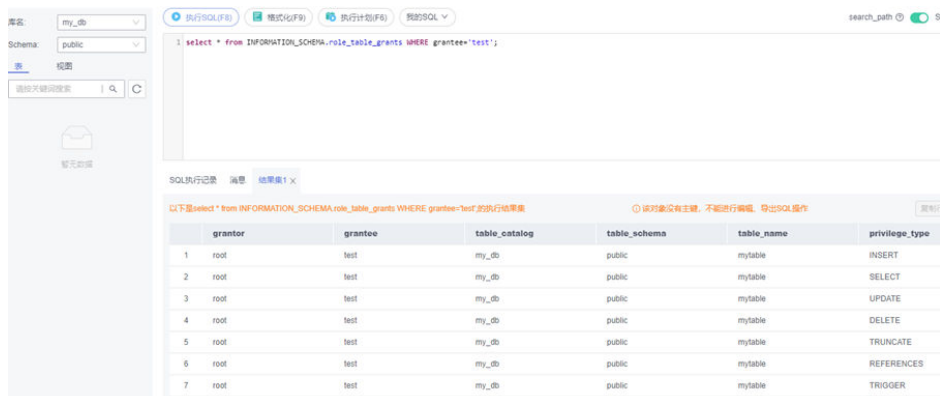 库名: my_db
执行SQL(F8) 格式化(F9) 执行计划(F6) 我的SQL
search_path
Schema: public
1 select * from INFORMATION_SCHEMA.role_table_grants WHERE grantee='test';
表 视图
请按关键词搜索
暂无数据
SQL执行记录 消息 结果集1 ×
以下是select * from INFORMATION_SCHEMA.role_table_grants WHERE grantee='test';的执行结果集 该对象没有主键，不能进行编辑、导出SQL操作
grantor grantee table_catalog table_schema table_name privilege_type
1 root test my_db public mytable INSERT
2 root test my_db public mytable SELECT
3 root test my_db public mytable UPDATE
4 root test my_db public mytable DELETE
5 root test my_db public mytable TRUNCATE
6 root test my_db public mytable REFERENCES
7 root test my_db public mytable TRIGGER